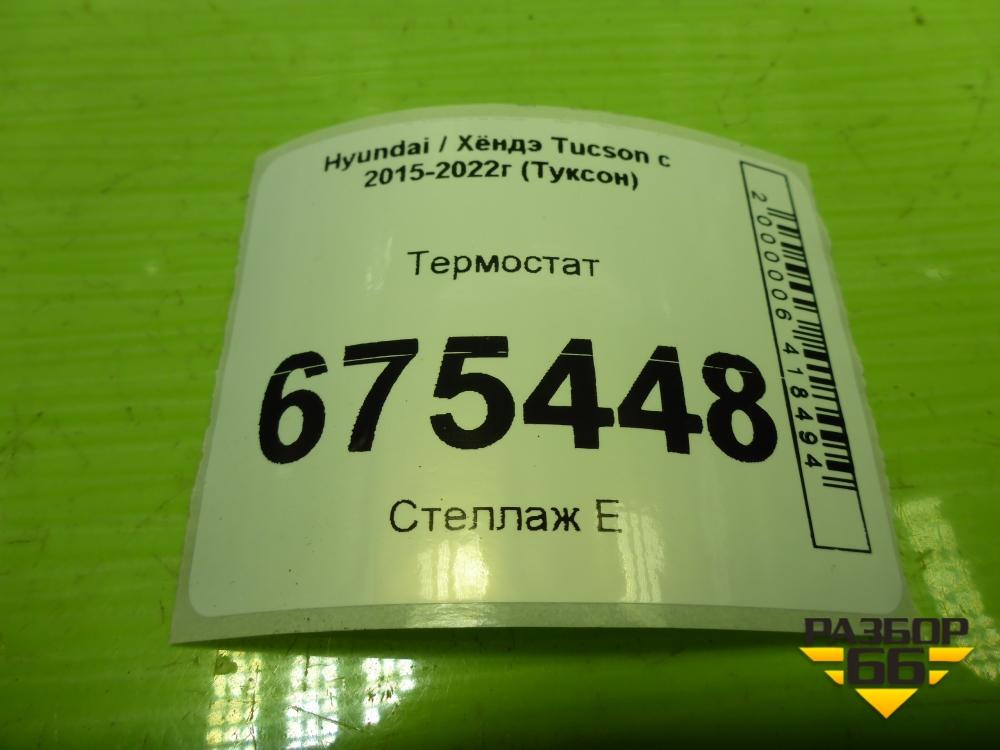 Hyundai / Хёндэ Tucson с
2015-2022г (Туксон)
Термостат
675448
Стеллаж Е
2000006418494
РАЗБОР
66